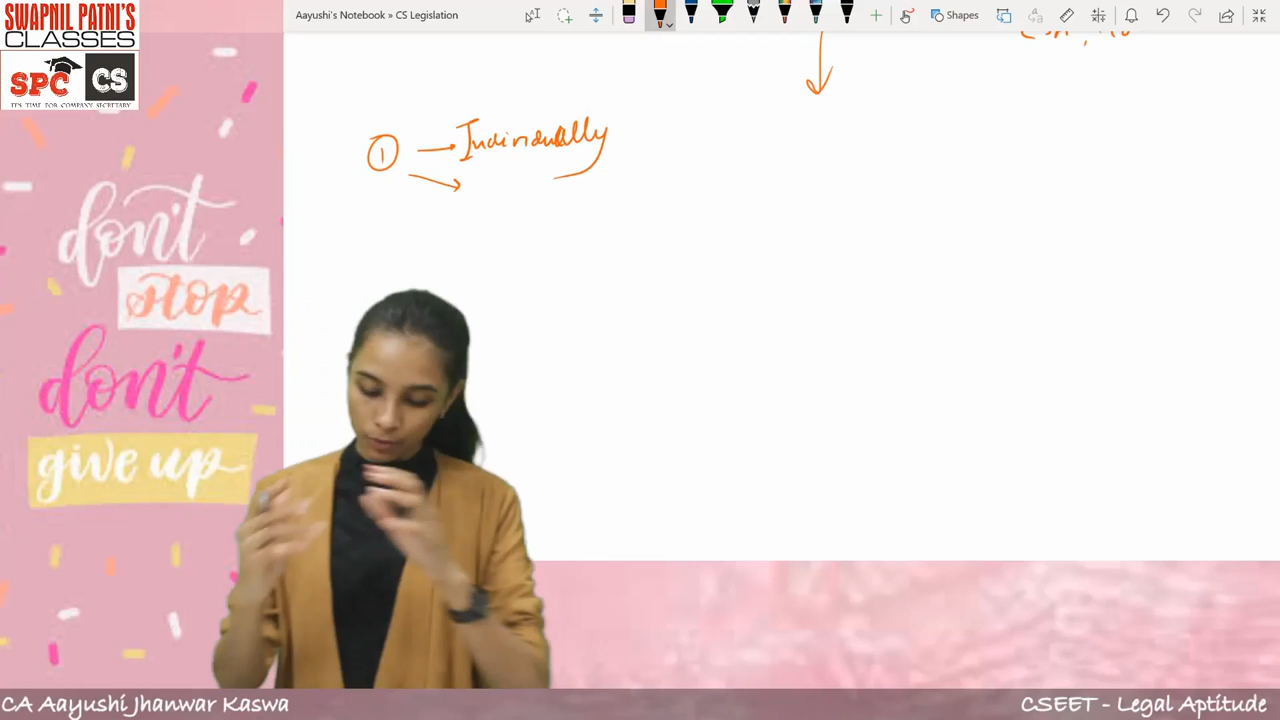 SWAPNIL PATNI'S
CLASSES
SPC CS
IT'S TIME FOR COMPANY SECRETARY
Aayushi's Notebook » CS Legislation
Shapes
① → Individually
don't
stop
don't
give up
CA Aayushi Jhanwar Kaswa
CSEET - Legal Aptitude